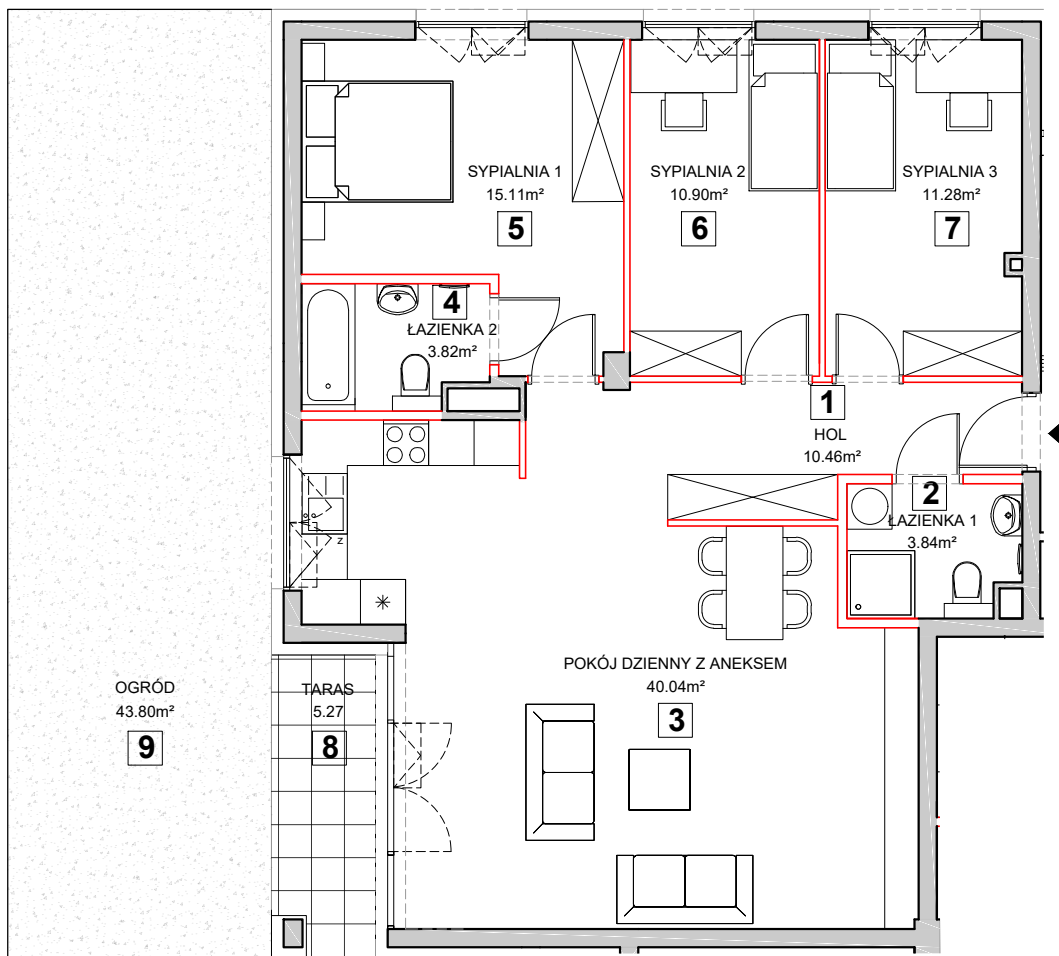 SYPIALNIA 1
15.11m²
5
SYPIALNIA 2
10.90m²
6
SYPIALNIA 3
11.28m²
7
4
ŁAZIENKA 2
3.82m²
1
HOL
10.46m²
2
ŁAZIENKA 1
3.84m²
z
POKÓJ DZIENNY Z ANEKSEM
40.04m²
3
OGRÓD
43.80m²
9
TARAS
5.27
8